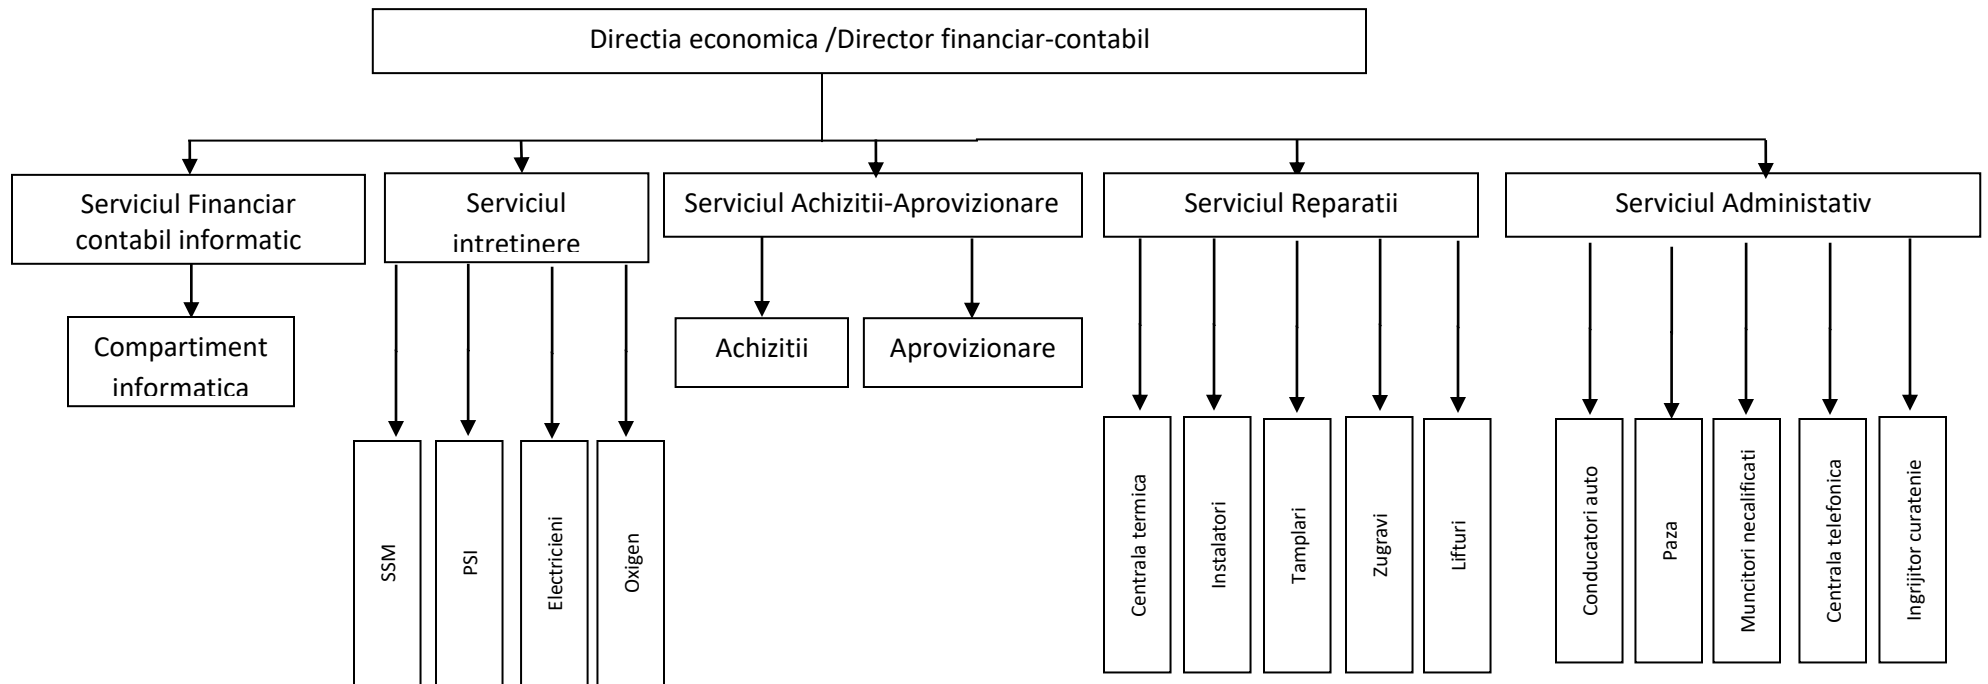 Directia economica /Director financiar-contabil
Serviciul Financiar
contabil informatic
Serviciul
intretinere
Serviciul Achizitii-Aprovizionare
Serviciul Reparatii
Serviciul Administativ
Compartiment
informatica
Achizitii
Aprovizionare
SSM
PSI
Electricieni
Oxigen
Centrala termica
Instalatori
Tamplari
Zugravi
Lifturi
Conducatori auto
Paza
Muncitori necalificati
Centrala telefonica
Ingrijitor curatenie